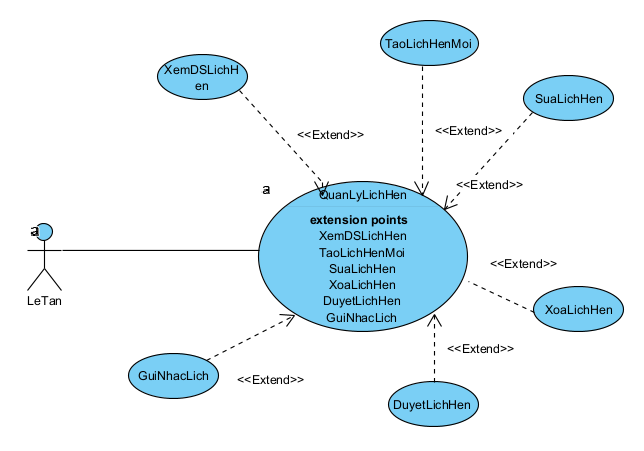 TaoLichHenMoi
XemDSLichH
en
SuaLichHen
<<Extend>>
<<Extend>>
<<Extend>>
a
QuanLyLichHen
extension points
XemDSLichHen
TaoLichHenMoi
SuaLichHen
XoaLichHen
DuyetLichHen
GuiNhacLich
a
LeTan
<<Extend>>
XoaLichHen
<<Extend>>
GuiNhacLich
<<Extend>>
DuyetLichHen